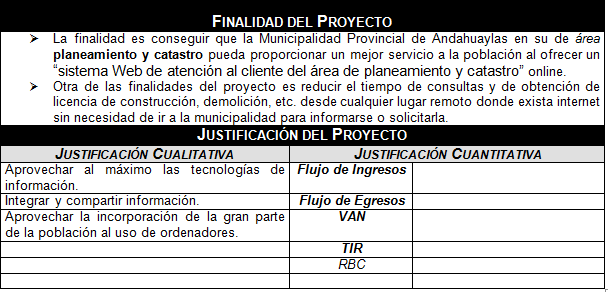 FINALIDAD DEL PROYECTO
➢ La finalidad es conseguir que la Municipalidad Provincial de Andahuaylas en su de área
planeamiento y catastro pueda proporcionar un mejor servicio a la población al ofrecer un
“sistema Web de atención al cliente del área de planeamiento y catastro” online.
➢ Otra de las finalidades del proyecto es reducir el tiempo de consultas y de obtención de
licencia de construcción, demolición, etc. desde cualquier lugar remoto donde exista internet
sin necesidad de ir a la municipalidad para informarse o solicitarla.
JUSTIFICACIÓN DEL PROYECTO
JUSTIFICACIÓN CUALITATIVA JUSTIFICACIÓN CUANTITATIVA
Aprovechar al máximo las tecnologías de Flujo de Ingresos
información.
Integrar y compartir información. Flujo de Egresos
Aprovechar la incorporación de la gran parte VAN
de la población al uso de ordenadores.
TIR
RBC